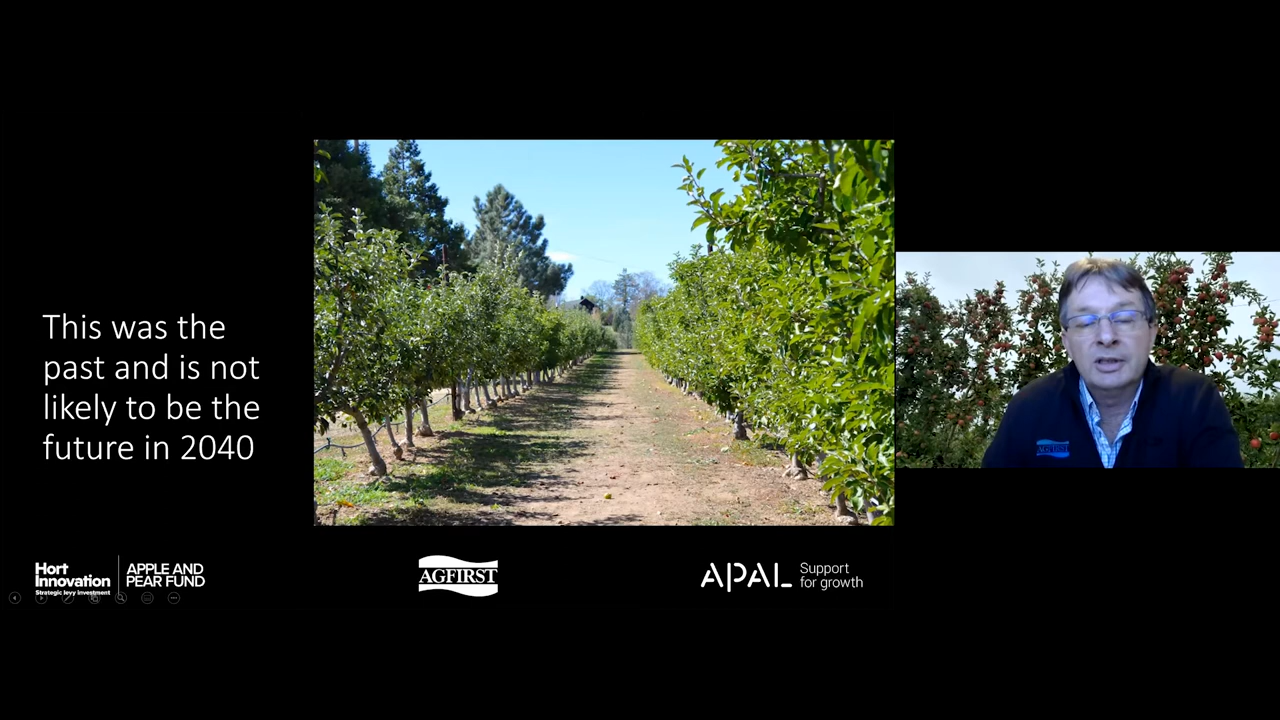 This was the
past and is not
likely to be the
future in 2040
Hort
Innovation
Strategic levy investment
APPLE AND
PEAR FUND
AGFIRST
APAL
Support
for growth
AGFIRST